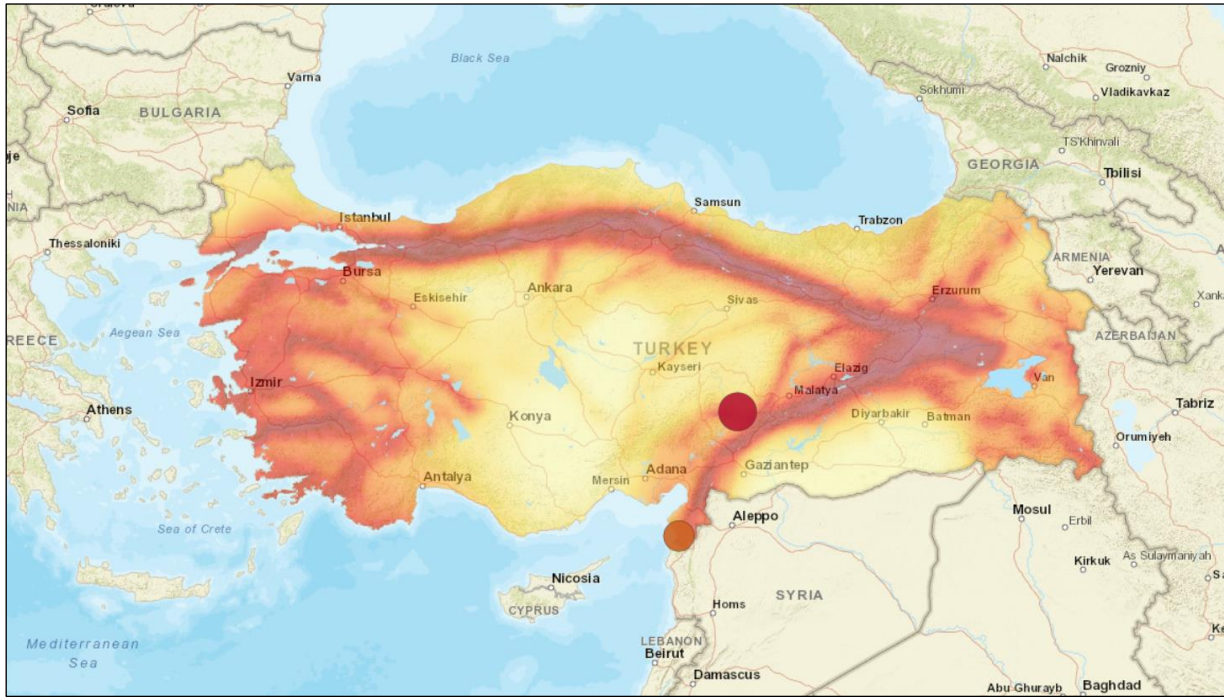 Black Sea
Nalchik
Grozniy
Vladikavkaz
Varna
Sokhumi
Sofia
BULGARIA
TS'Khinvali
GEORGIA
Tbilisi
Samsun
Istanbul
Trabzon
Thessaloniki
ARMENIA
Yerevan
Bursa
Ankara
Erzurum
Eskisehir
Sivas
Aegean Sea
AZERBAIJAN
TURKEY
Kayseri
Elazig
Van
Izmir
Malatya
Tabriz
Athens
Konya
Diyarbakir
Batman
Orumiyeh
Adana
Gaziantep
Antalya
Mersin
Aleppo
Mosul
Erbil
Sea of Crete
As Sulaymaniyah
Kirkuk
Nicosia
CYPRUS
SYRIA
Homs
Mediterranean
Sea
LEBANON
Beirut
Damascus
Abu Ghurayb
Baghdad